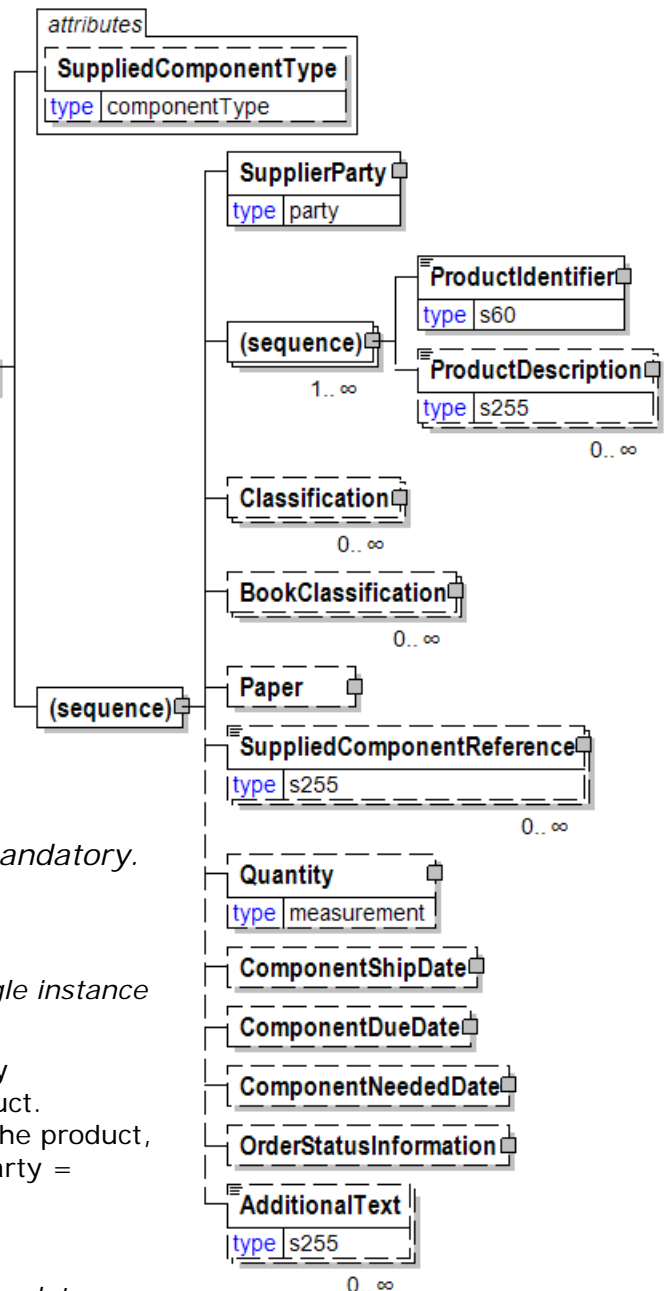 attributes
SuppliedComponentType
type componentType
SupplierParty
type party
ProductIdentifier
type s60
(sequence)
1.. ∞
ProductDescription
type s255
0.. ∞
Classification
0.. ∞
BookClassification
0.. ∞
Paper
(sequence)
SuppliedComponentReference
type s255
0.. ∞
andatory.
Quantity
type measurement
ComponentShipDate
gle instance
ComponentDueDate
y
ComponentNeededDate
uct.
he product,
OrderStatusInformation
arty =
AdditionalText
type s255
0.. ∞